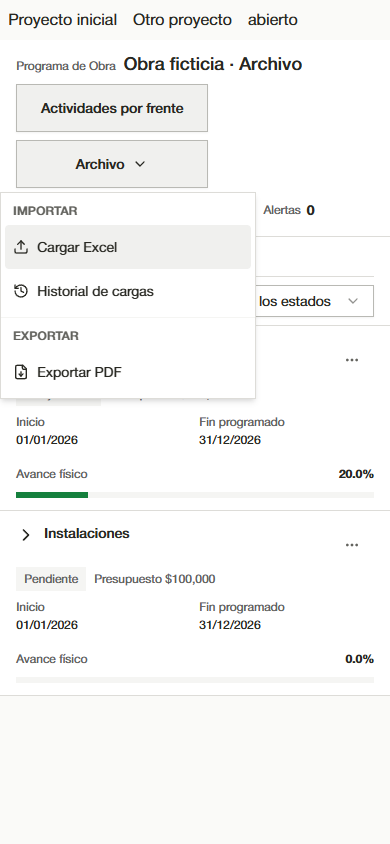 Proyecto inicial Otro proyecto abierto
Programa de Obra Obra ficticia · Archivo
Actividades por frente
Archivo
IMPORTAR
Alertas 0
Cargar Excel
Historial de cargas
los estados
EXPORTAR
Exportar PDF
Inicio Fin programado
01/01/2026 31/12/2026
Avance físico 20.0%
Instalaciones
Pendiente Presupuesto $100,000
Inicio Fin programado
01/01/2026 31/12/2026
Avance físico 0.0%